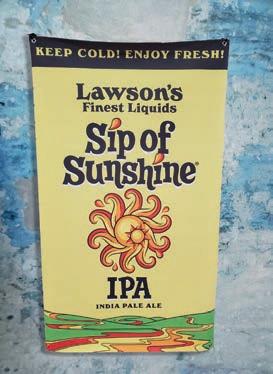 KEEP COLD! ENJOY FRESH!
Lawson's
Finest Liquids
Sip of
Sunshine®
IPA
INDIA PALE ALE